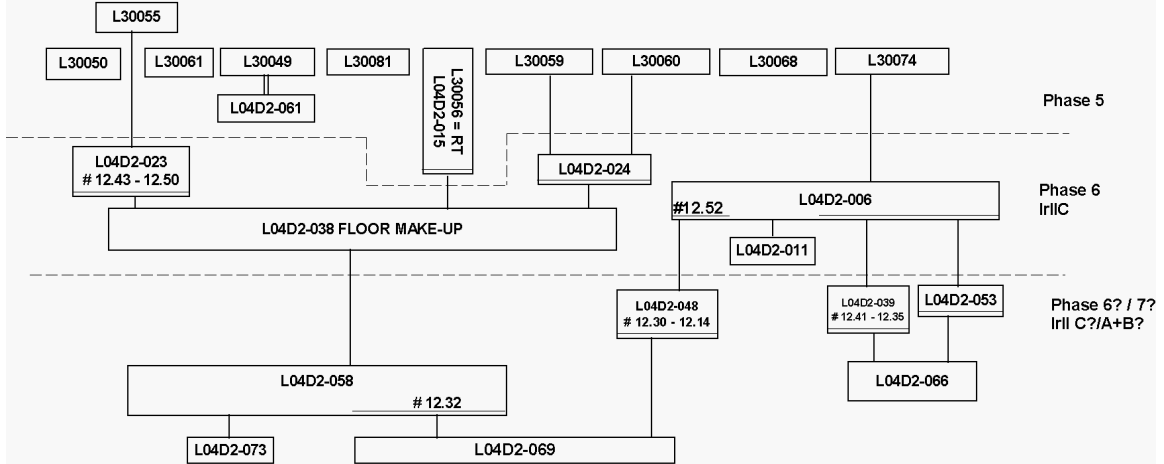 L30055
L30050
L30061
L30049
L30081
L30056 = RT
L04D2-015
L30059
L30060
L30068
L30074
L04D2-061
Phase 5
L04D2-023
# 12.43 - 12.50
L04D2-024
L04D2-006
#12.52
Phase 6
IrIIC
L04D2-038 FLOOR MAKE-UP
L04D2-011
L04D2-048
# 12.30 - 12.14
L04D2-039
# 12.41 - 12.35
L04D2-053
Phase 6? / 7?
IrII C?/A+B?
L04D2-058
# 12.32
L04D2-066
L04D2-073
L04D2-069